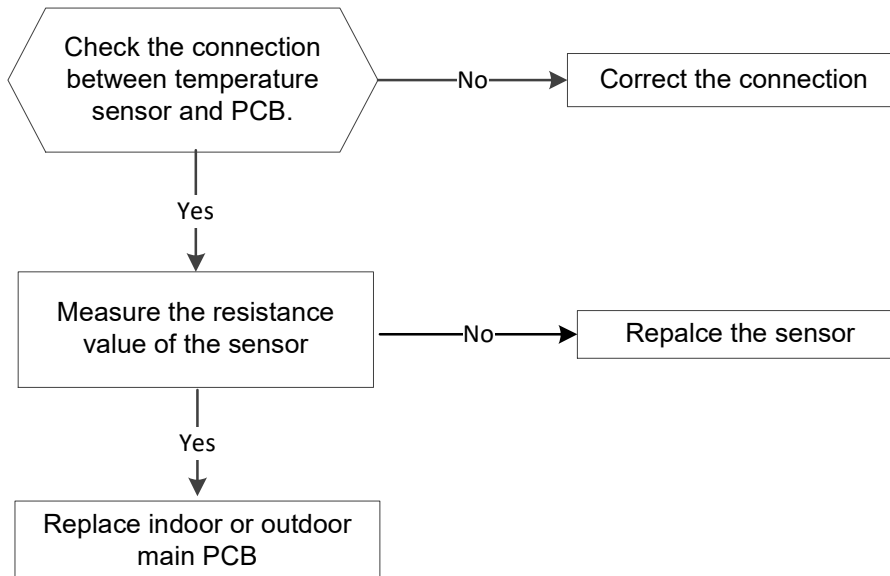 Check the connection
between temperature
sensor and PCB.
No
Correct the connection
Yes
Measure the resistance
value of the sensor
No
Repalce the sensor
Yes
Replace indoor or outdoor
main PCB